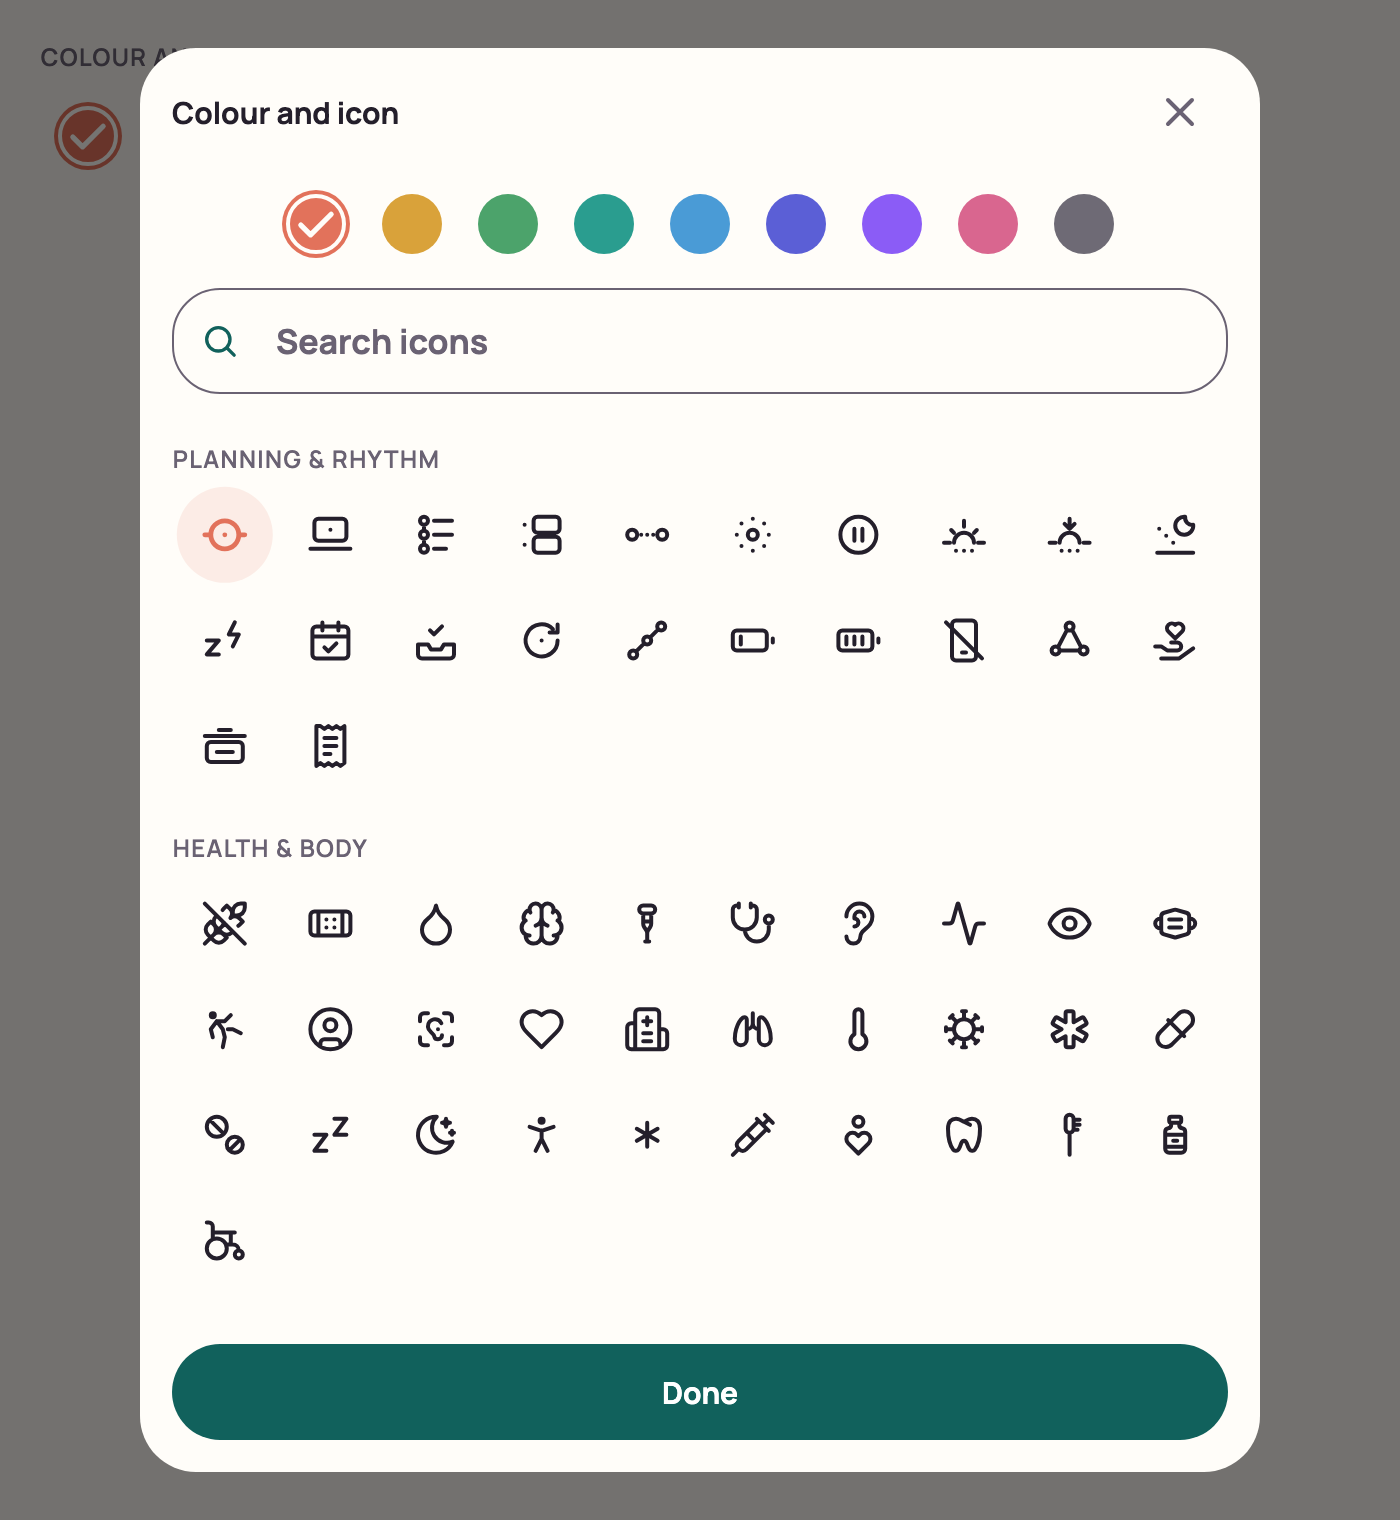 COLOUR A
Colour and icon
Search icons
PLANNING & RHYTHM
HEALTH & BODY
Done